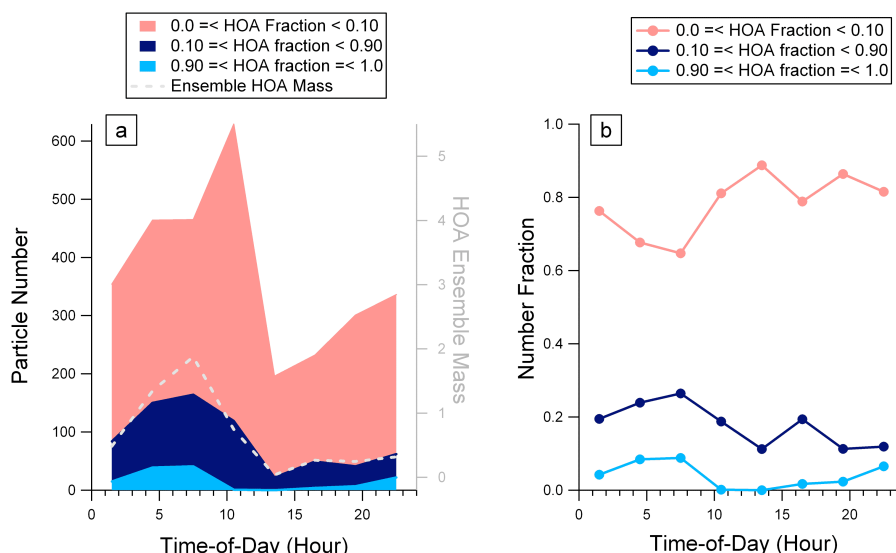 0.0 =< HOA Fraction < 0.10
0.10 =< HOA fraction < 0.90
0.90 =< HOA fraction =< 1.0
Ensemble HOA Mass
a
600
500
400
300
200
100
0
Particle Number
5
4
3
2
1
0
HOA Ensemble Mass
0 5 10 15 20
Time-of-Day (Hour)
0.0 =< HOA Fraction < 0.10
0.10 =< HOA fraction < 0.90
0.90 =< HOA fraction =< 1.0
b
1.0
0.8
0.6
0.4
0.2
0.0
Number Fraction
0 5 10 15 20
Time-of-Day (Hour)